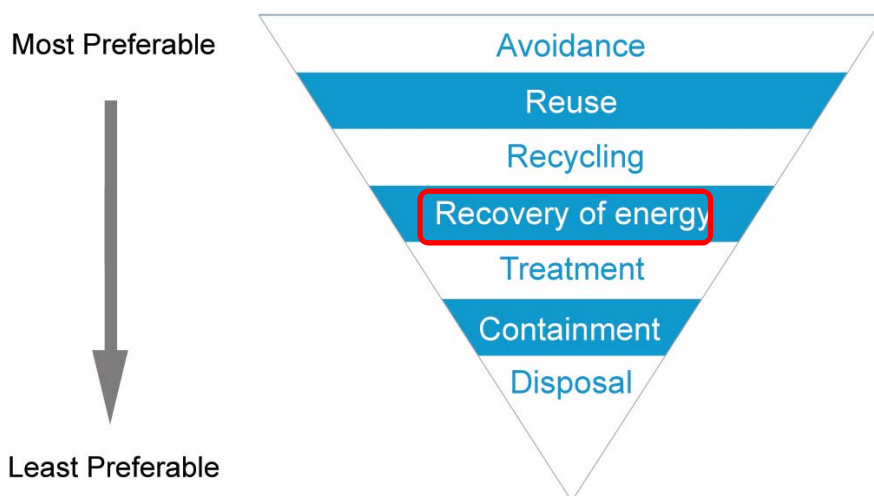 Most Preferable
Avoidance
Reuse
Recycling
Recovery of energy
Treatment
Containment
Disposal
Least Preferable